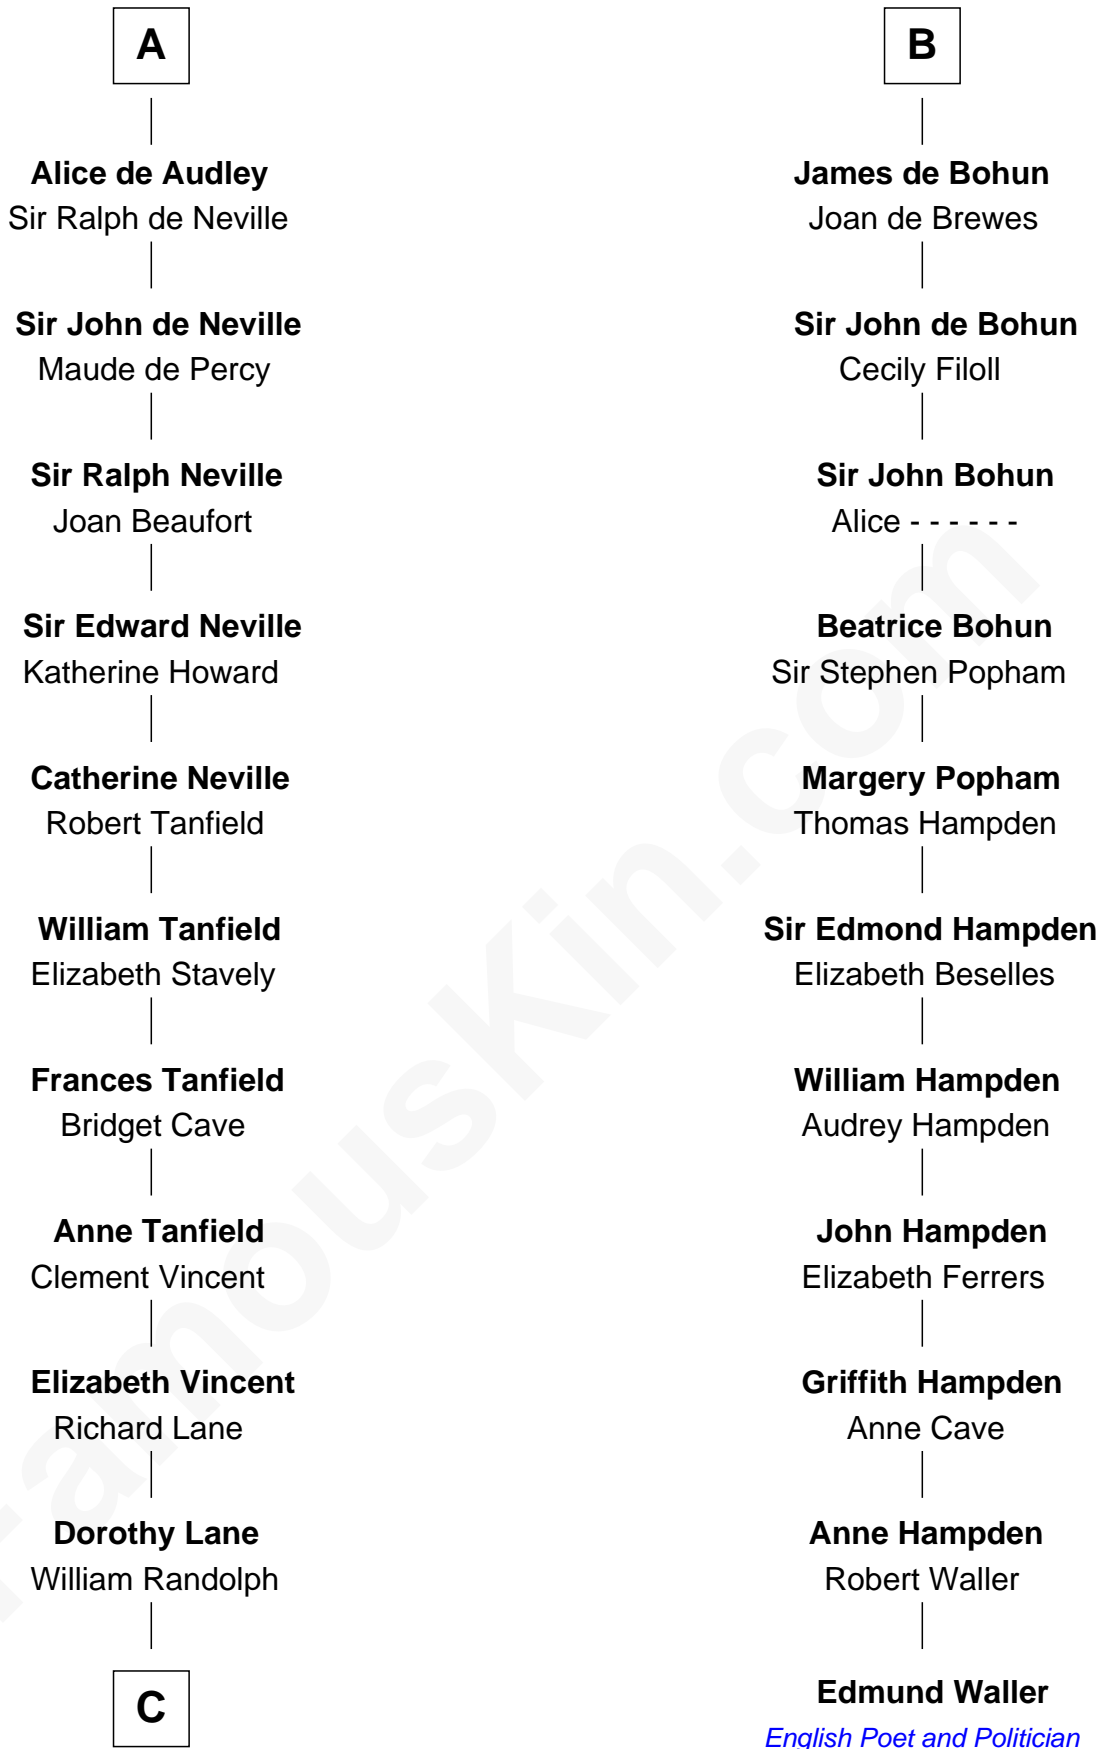 A
Alice de Audley
Sir Ralph de Neville
Sir John de Neville
Maude de Percy
Sir Ralph Neville
Joan Beaufort
Sir Edward Neville
Katherine Howard
Catherine Neville
Robert Tanfield
William Tanfield
Elizabeth Stavely
Frances Tanfield
Bridget Cave
Anne Tanfield
Clement Vincent
Elizabeth Vincent
Richard Lane
Dorothy Lane
William Randolph
C
B
James de Bohun
Joan de Brewes
Sir John de Bohun
Cecily Filoll
Sir John Bohun
Alice - - - - - -
Beatrice Bohun
Sir Stephen Popham
Margery Popham
Thomas Hampden
Sir Edmond Hampden
Elizabeth Beselles
William Hampden
Audrey Hampden
John Hampden
Elizabeth Ferrers
Griffith Hampden
Anne Cave
Anne Hampden
Robert Waller
Edmund Waller
English Poet and Politician
FamousKin.com